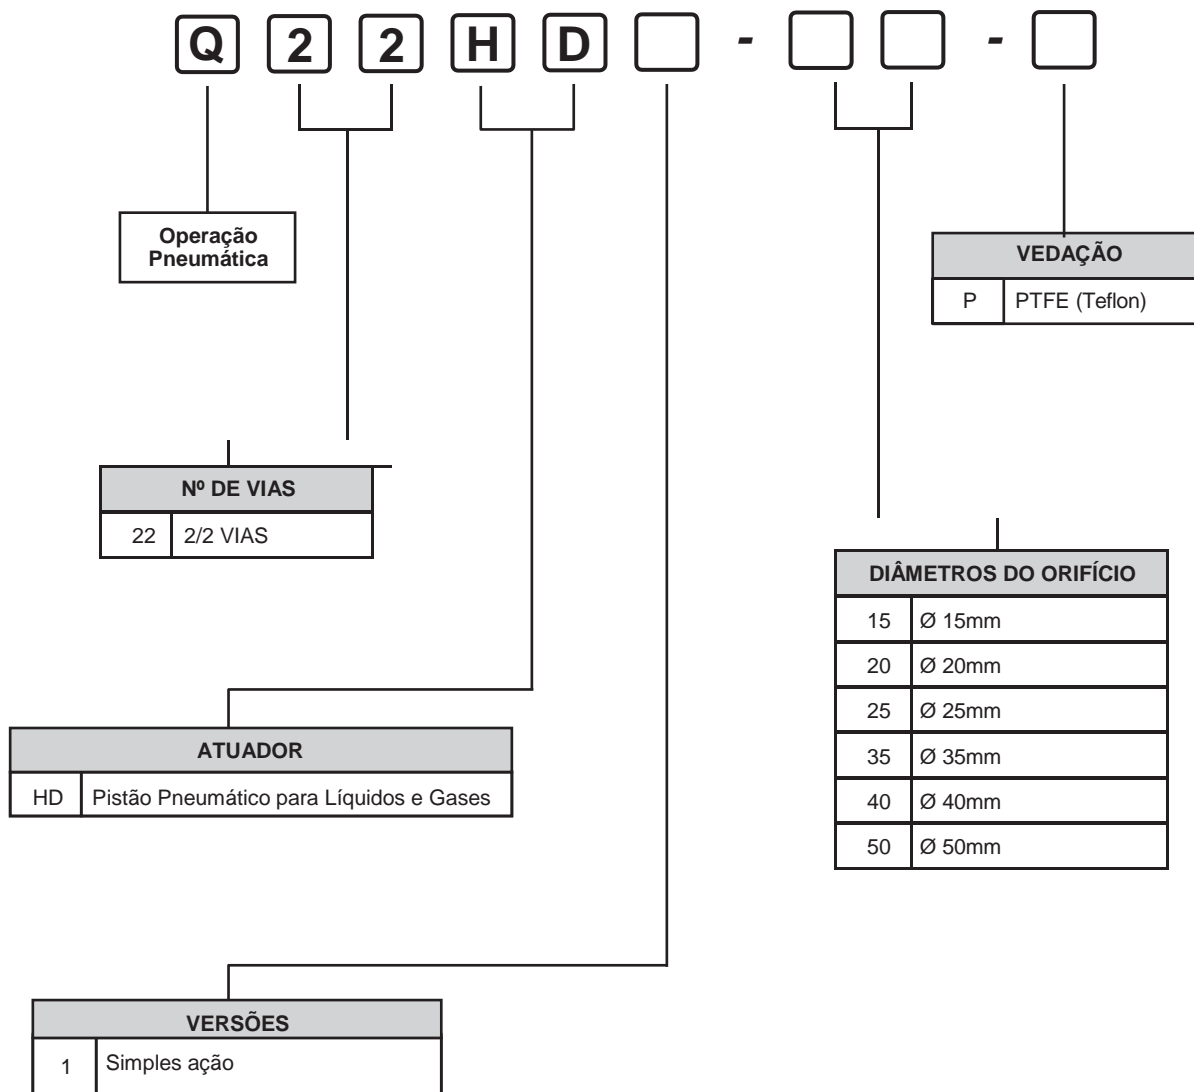 Q 2 2 H D - -
Operação
Pneumática
VEDAÇÃO
P PTFE (Teflon)
Nº DE VIAS
22 2/2 VIAS
DIÂMETROS DO ORIFÍCIO
15 Ø 15mm
20 Ø 20mm
25 Ø 25mm
35 Ø 35mm
40 Ø 40mm
50 Ø 50mm
ATUADOR
HD Pistão Pneumático para Líquidos e Gases
VERSÕES
1 Simples ação